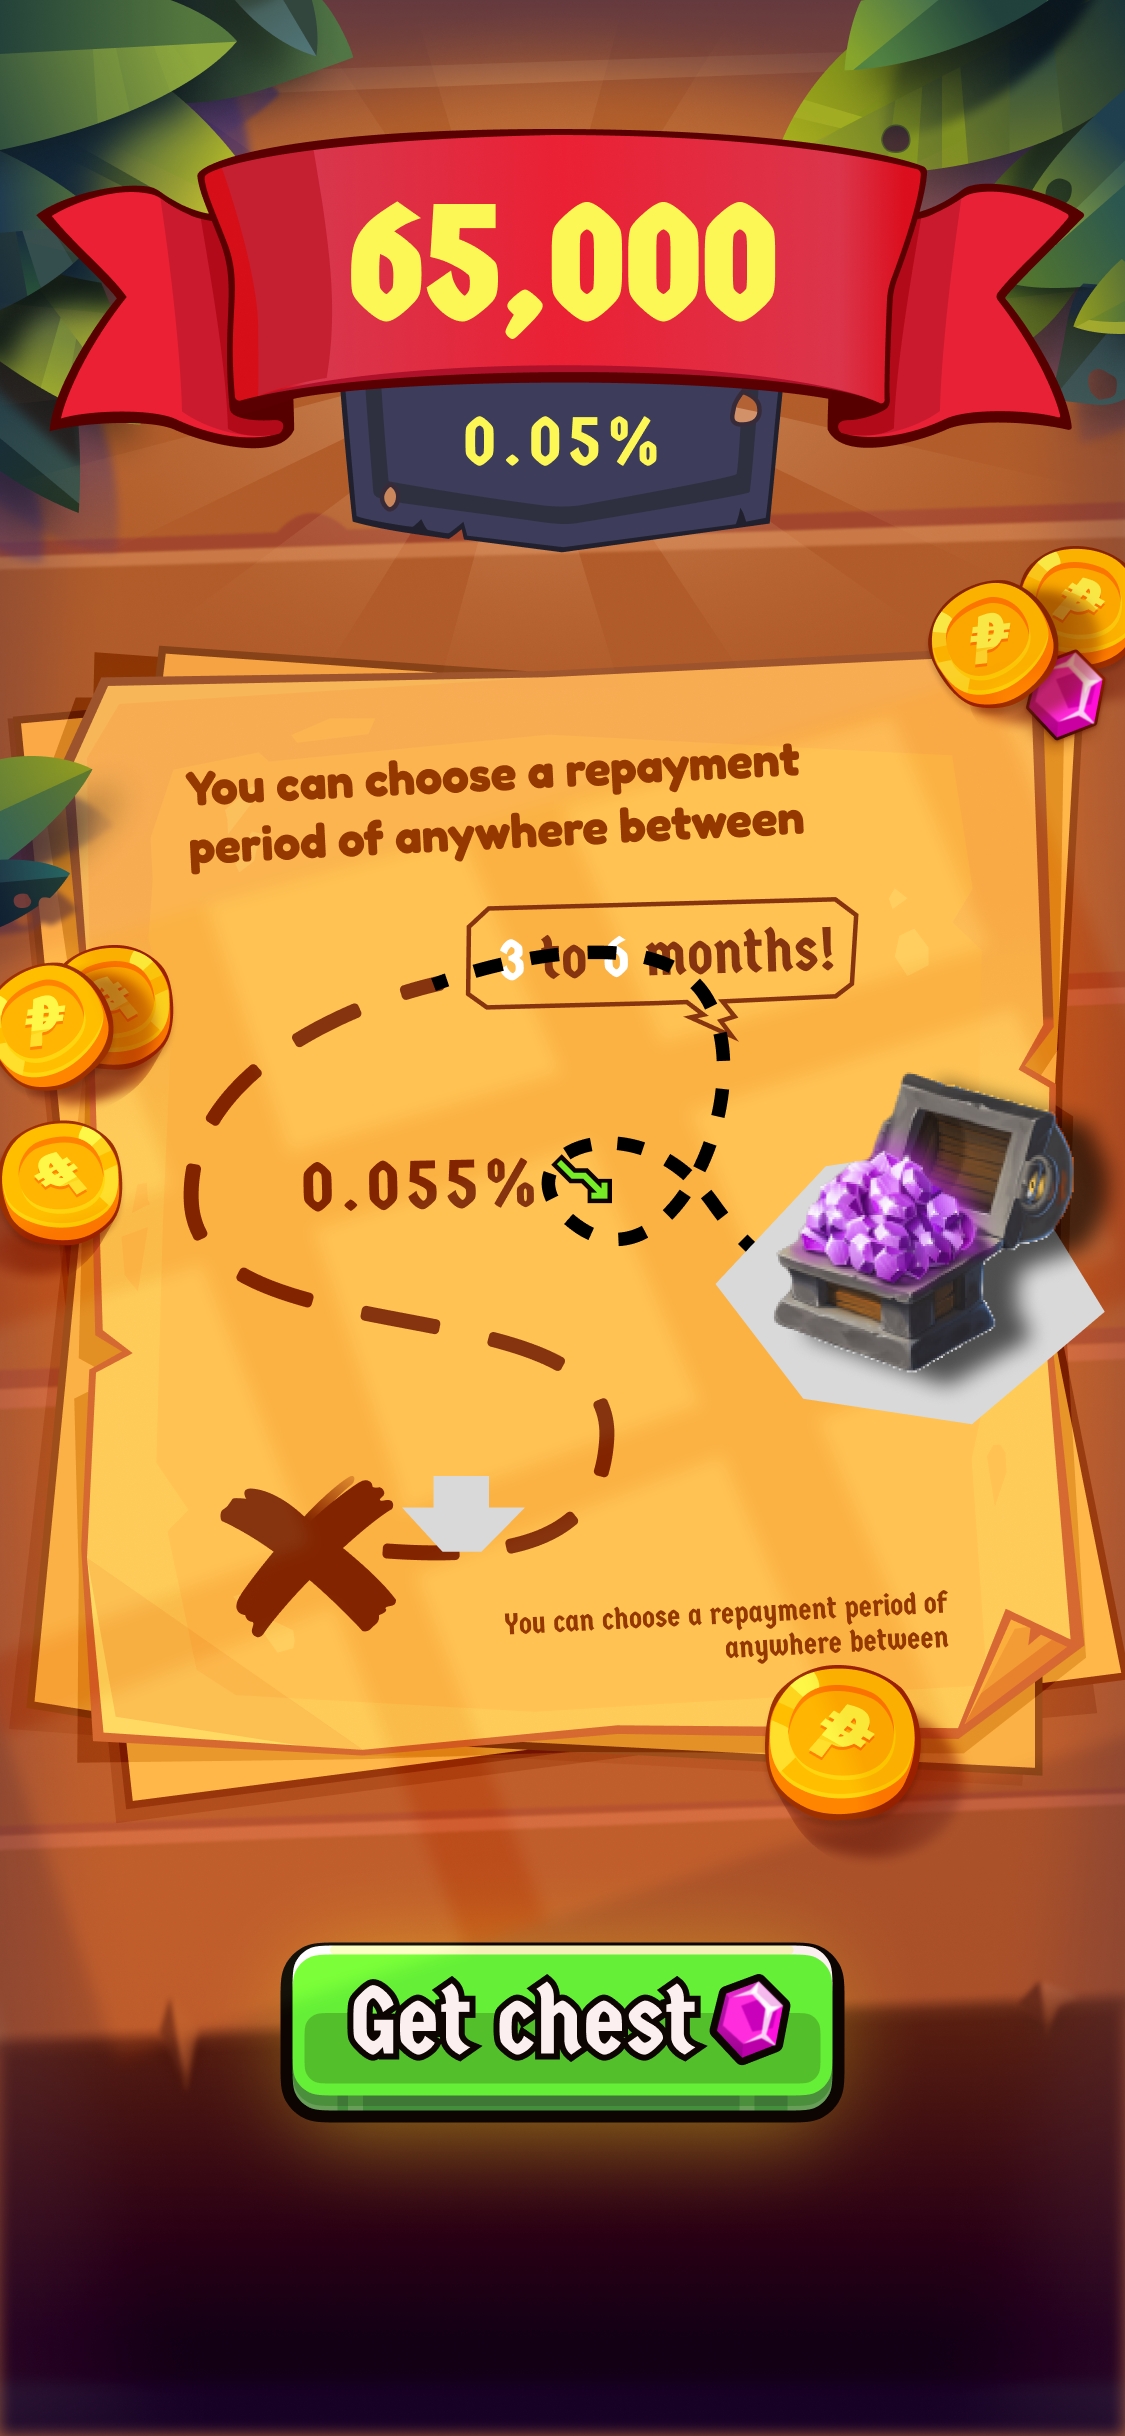 65,000
0.05%
You can choose a repayment
period of anywhere between
3 to 6 months!
0.055%
You can choose a repayment period of
anywhere between
Get chest